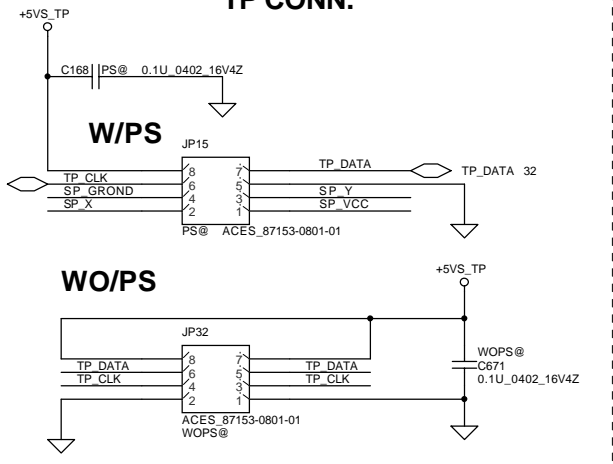 TP CONN.
+5VS_TP
C168 PS@ 0.1U_0402_16V4Z
W/PS
JP15
8 7 TP_DATA TP_DATA 32
TP_CLK 6 5
SP_GROND 4 3 SP_Y
SP_X 2 1 SP_VCC
PS@ ACES_87153-0801-01
WO/PS
+5VS_TP
JP32
8 7
TP_DATA 6 5 TP_DATA
TP_CLK 4 3 TP_CLK
2 1
ACES_87153-0801-01
WOPS@
WOPS@
C671
0.1U_0402_16V4Z